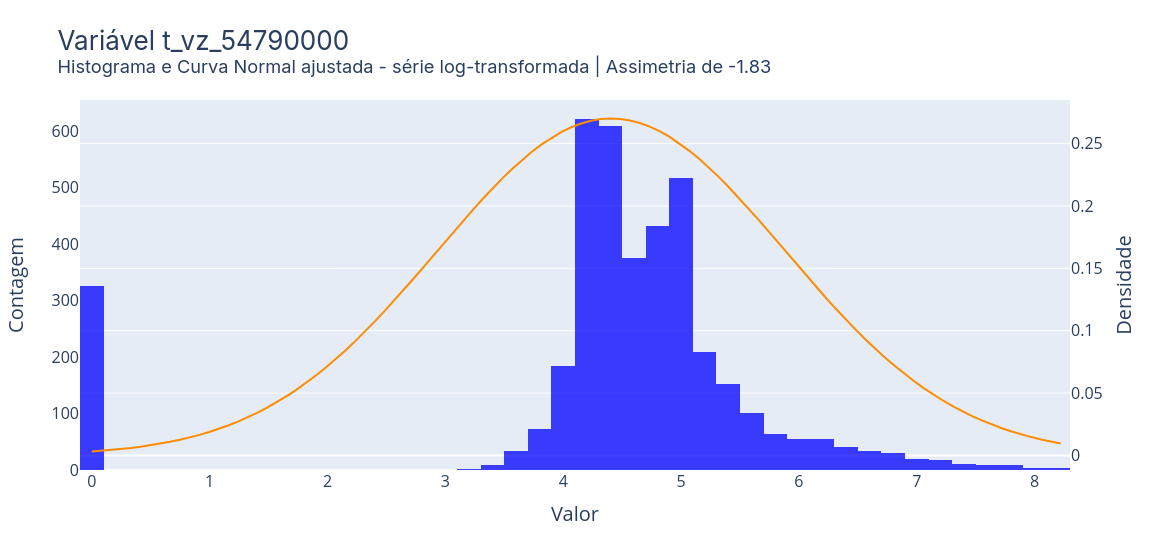 Variável t_vz_54790000
Histograma e Curva Normal ajustada - série log-transformada | Assimetria de -1.83
Contagem
600
500
400
300
200
100
0
0.25
0.2
0.15
0.1
0.05
0
Densidade
0 1 2 3 4 5 6 7 8
Valor